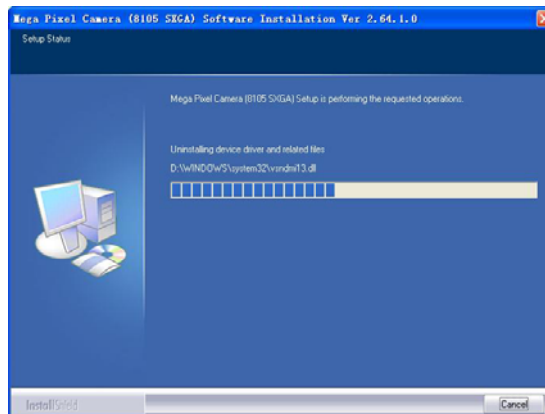 Mega Pixel Camera (8105 SXGA) Software Installation Ver 2.64.1.0
Setup Status
Mega Pixel Camera (8105 SXGA) Setup is performing the requested operations.
Uninstalling device driver and related files
D:\WINDOWS\system32\vsndmi13.dll
InstallShield
Cancel